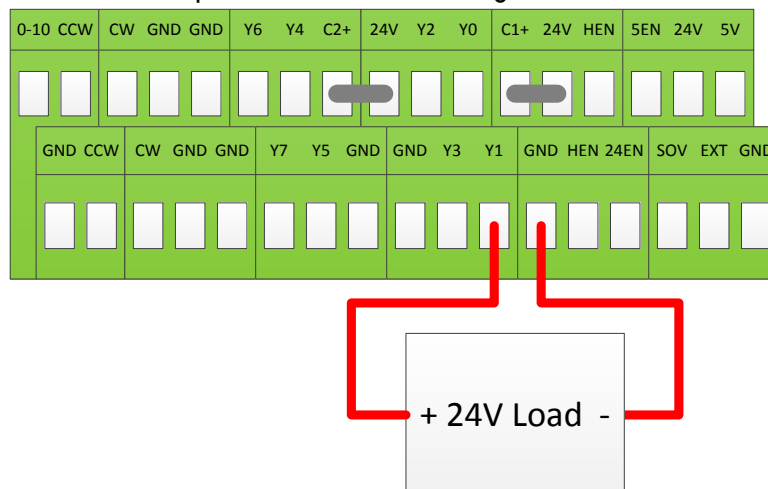 0-10 CCW CW GND GND Y6 Y4 C2+ 24V Y2 Y0 C1+ 24V HEN 5EN 24V 5V
GND CCW CW GND GND Y7 Y5 GND GND Y3 Y1 GND HEN 24EN SOV EXT GND
+ 24V Load -